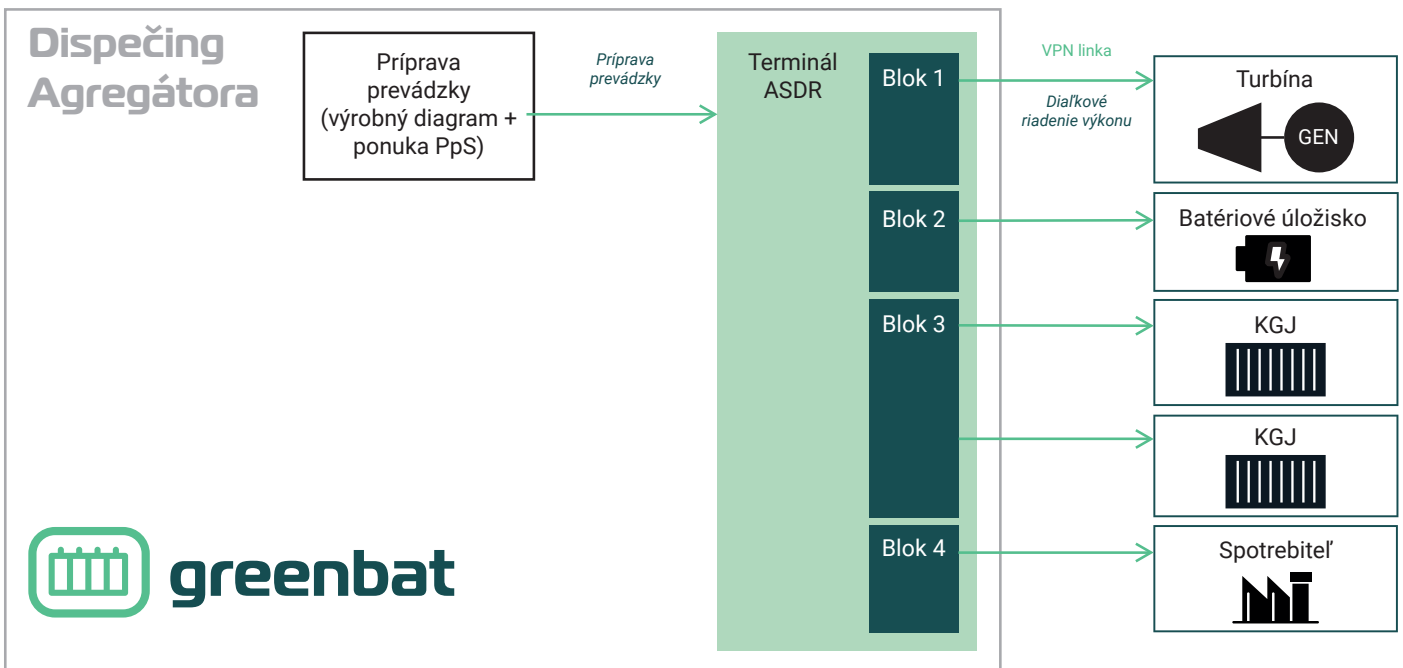 Dispečing
Agregátora
Príprava
prevádzky
(výrobný diagram +
ponuka PpS)
Príprava
prevádzky
Terminál
ASDR
Blok 1
Blok 2
Blok 3
Blok 4
VPN linka
Diaľkové
riadenie výkonu
Turbína
GEN
Batériové úložisko
KGJ
KGJ
Spotrebiteľ
greenbat